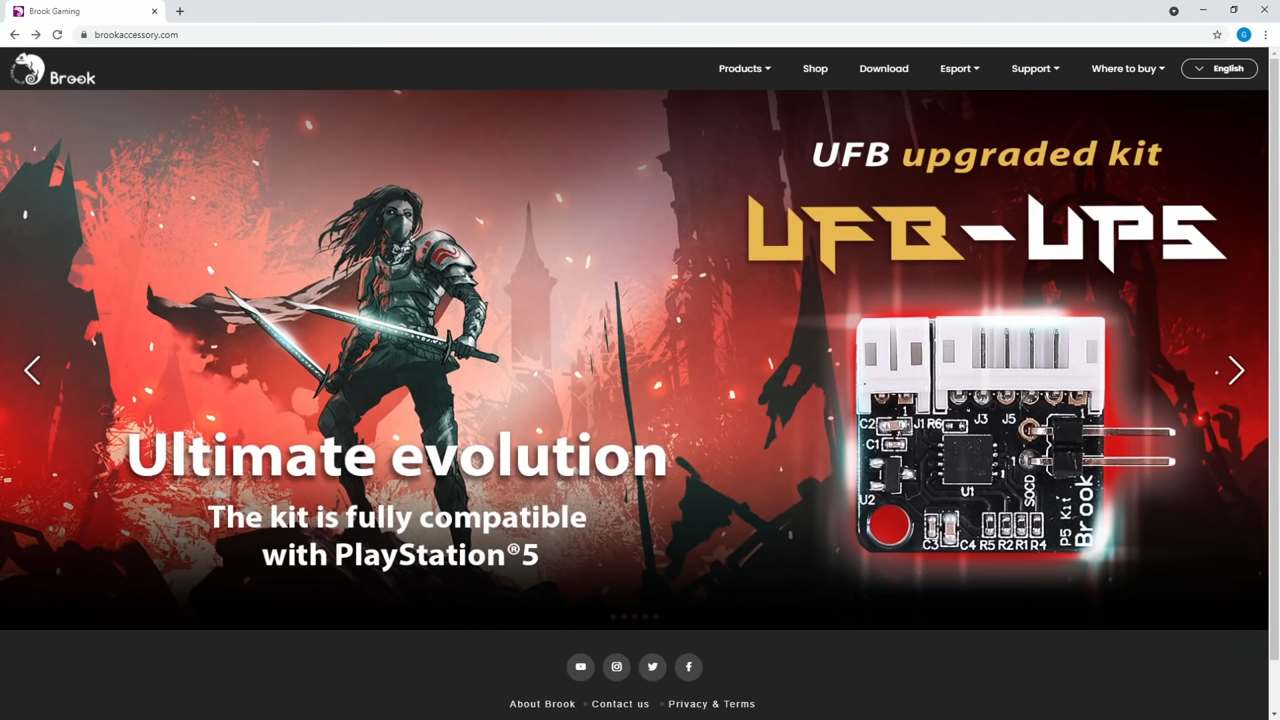 Brook Gaming
brookaccessory.com
G
Brook
Products
Shop
Download
Esport
Support
Where to buy
English
UFB upgraded kit
UFB-UP5
Ultimate evolution
The kit is fully compatible
with PlayStation®5
1
J1
R6
J3
J5
1
C2
C1
U2
U1
SOCD
C3
C4
R5
R2
R1
R4
P5 Kit
Brook
About Brook
Contact us
Privacy & Terms